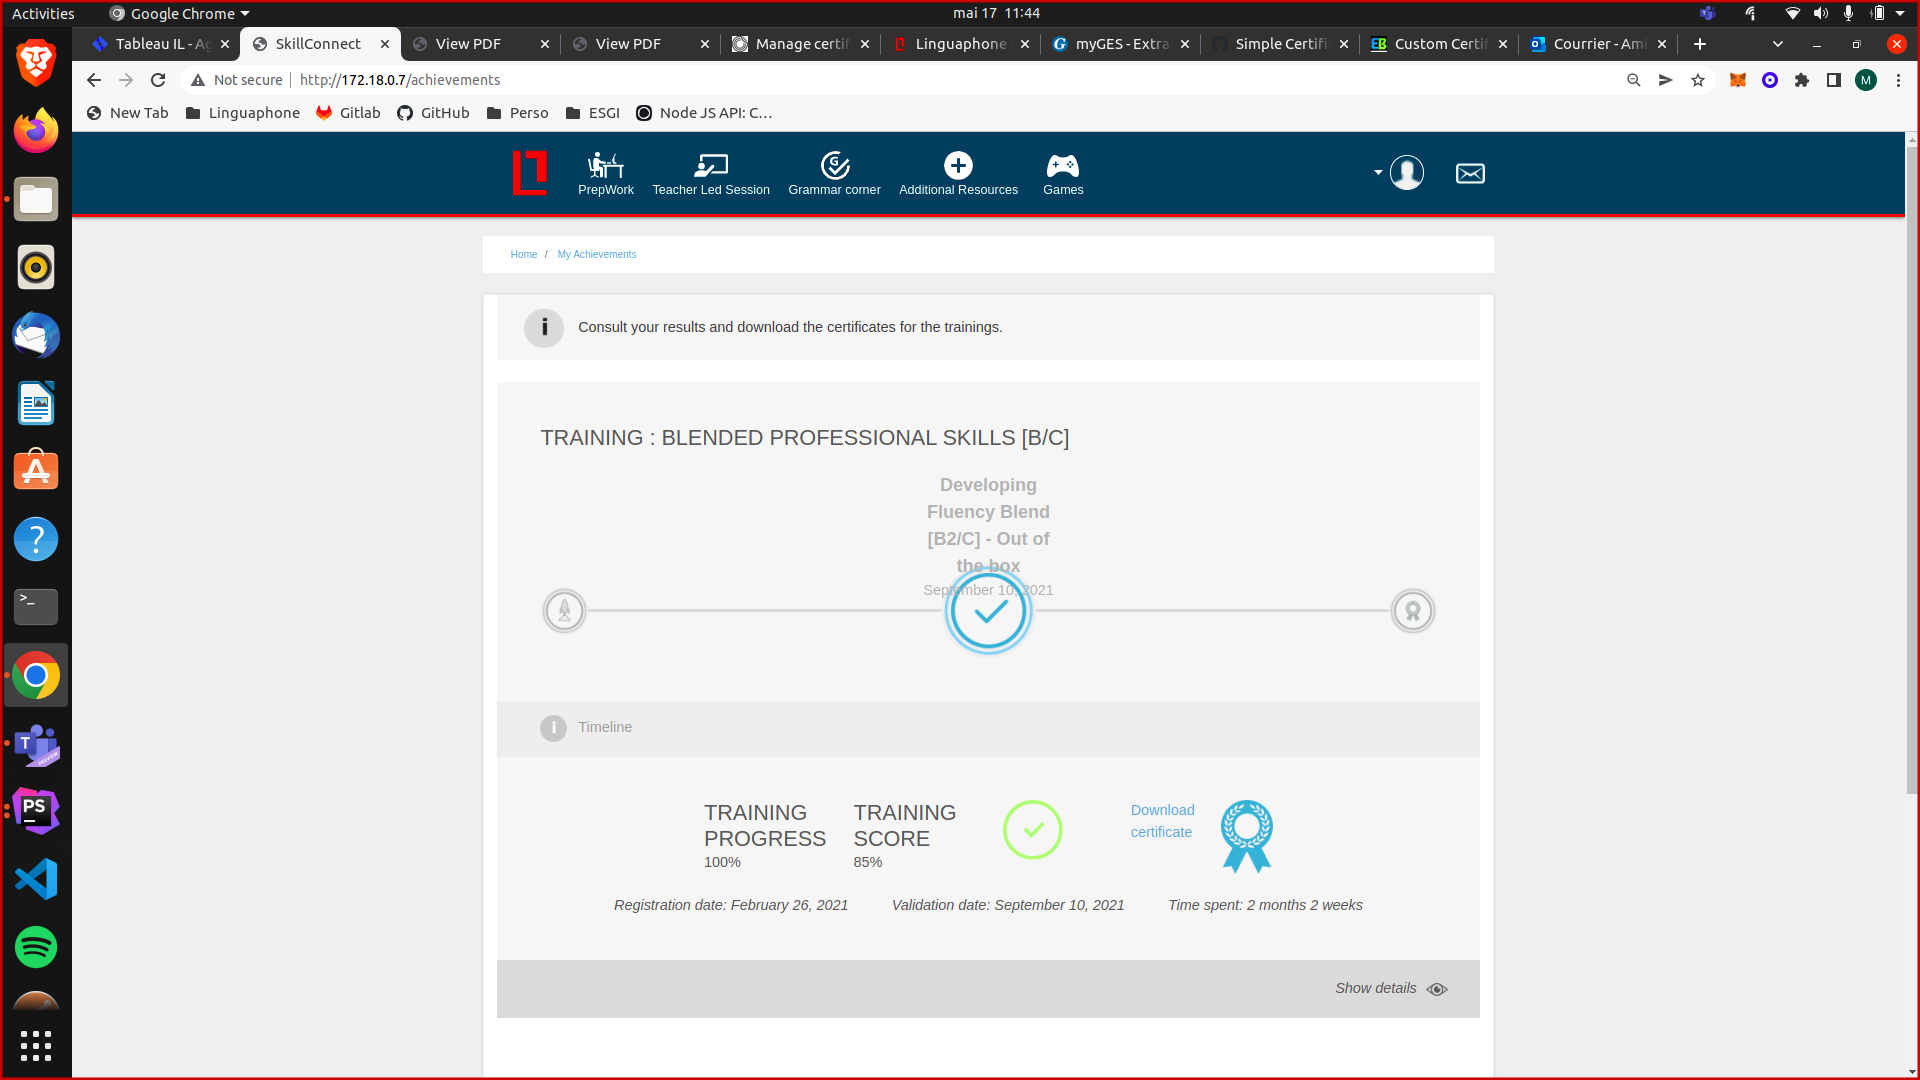 Activities
Google Chrome
mai 17 11:44
Tableau IL - Ag
SkillConnect
View PDF
View PDF
Manage certif
Linguaphone
myGES - Extra
Simple Certifi
Custom Certif
Courrier - Ami
Not secure
http://172.18.0.7/achievements
M
New Tab
Linguaphone
Gitlab
GitHub
Perso
ESGI
Node JS API: C...
PrepWork
Teacher Led Session
Grammar corner
Additional Resources
Games
Home / My Achievements
Consult your results and download the certificates for the trainings.
TRAINING : BLENDED PROFESSIONAL SKILLS [B/C]
Developing
Fluency Blend
[B2/C] - Out of
the box
September 10, 2021
Timeline
TRAINING
PROGRESS
100%
TRAINING
SCORE
85%
Download
certificate
Registration date: February 26, 2021
Validation date: September 10, 2021
Time spent: 2 months 2 weeks
Show details